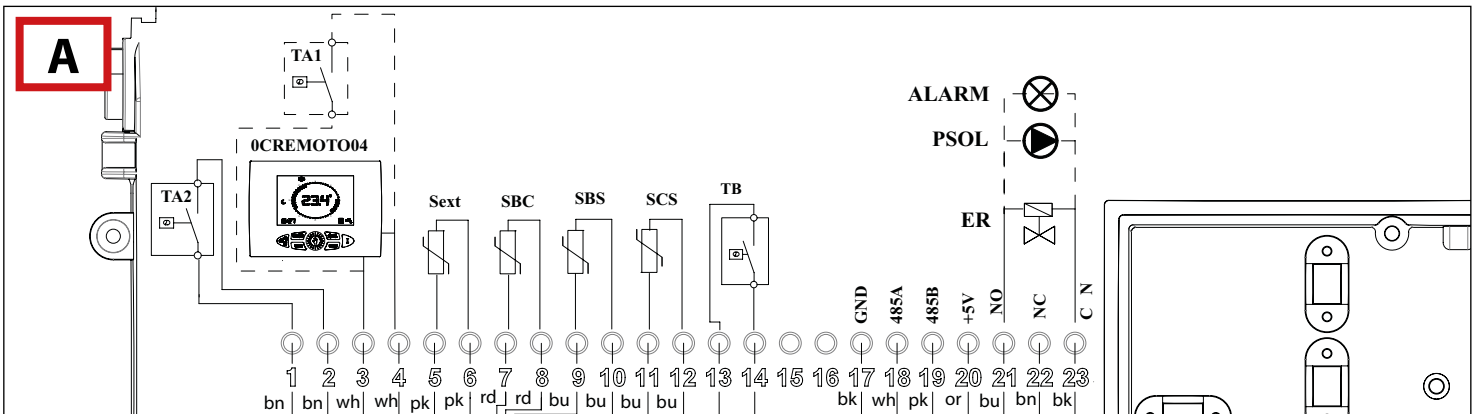 A
TA1
ALARM
PSOL
0CREMOTO04
23.4°
TA2
Sext SBC SBS SCS TB
ER
GND 485A 485B +5V NO NC C N
1 2 3 4 5 6 7 8 9 10 11 12 13 14 15 16 17 18 19 20 21 22 23
bn bn wh wh pk pk rd rd bu bu bu bu bk wh pk or bu bn bk